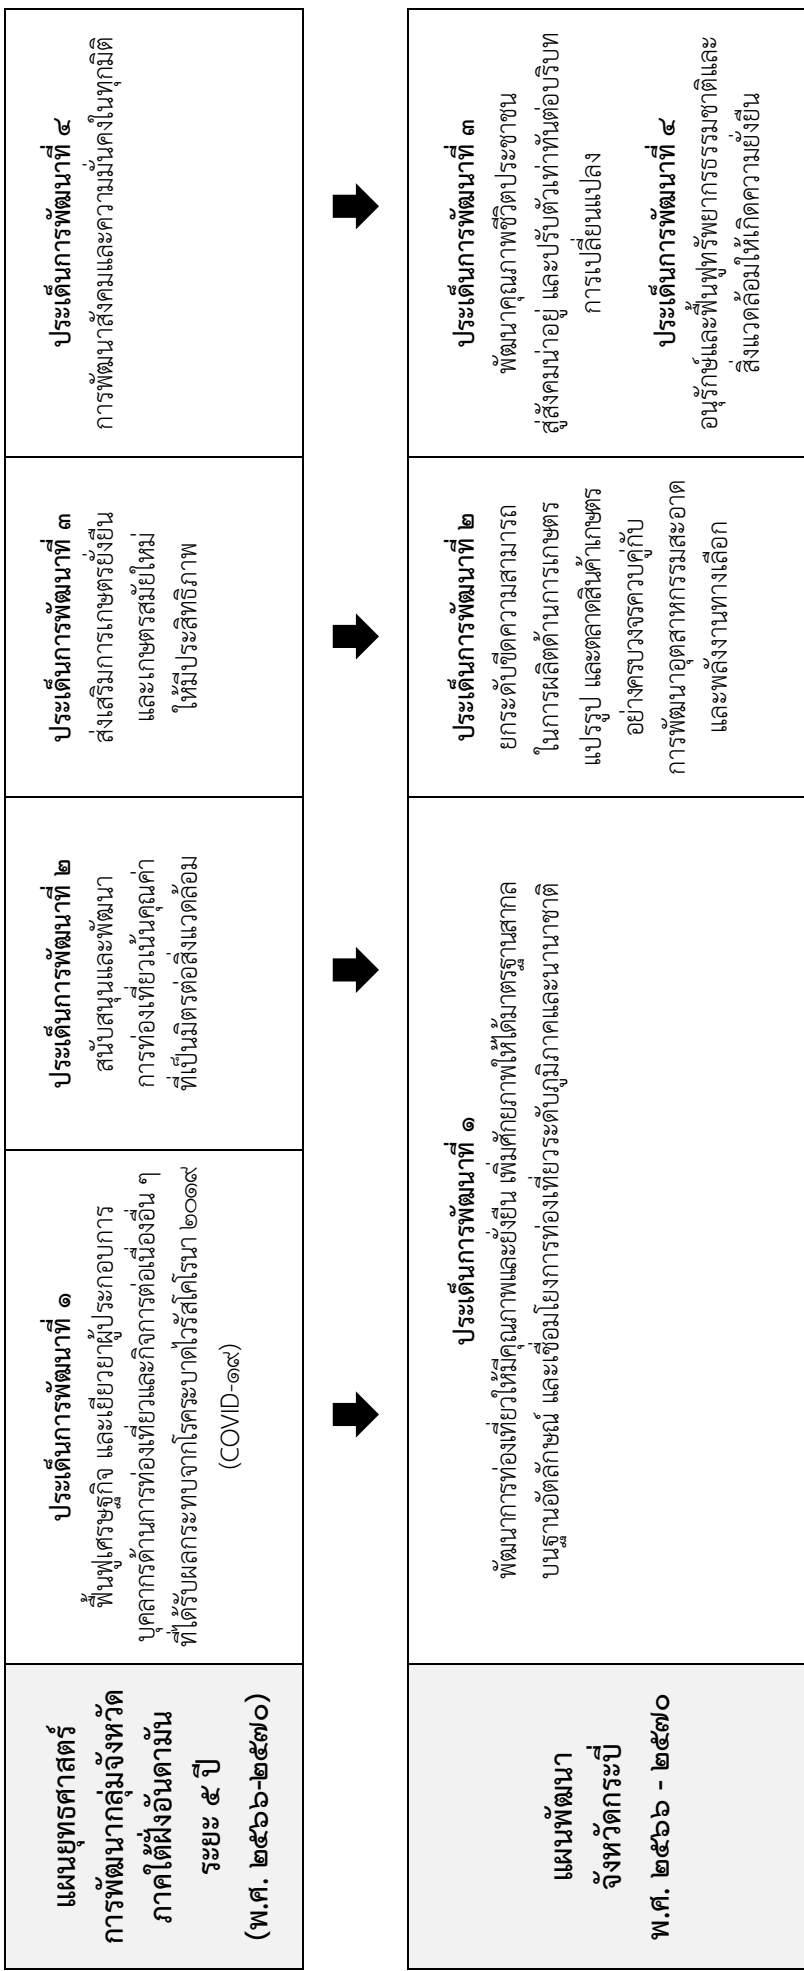 แผนยุทธศาสตร์
การพัฒนากลุ่มจังหวัด
ภาคใต้ฝั่งอันดามัน
ระยะ ๕ ปี
(พ.ศ. ๒๕๖๖-๒๕๗๐)
ประเด็นการพัฒนาที่ ๑
ฟื้นฟูเศรษฐกิจ และเยียวยาผู้ประกอบการ
บุคลากรด้านการท่องเที่ยวและกิจการต่อเนื่องอื่น ๆ
ที่ได้รับผลกระทบจากโรคระบาดไวรัสโคโรนา ๒๐๑๙
(COVID-๑๙)
ประเด็นการพัฒนาที่ ๒
สนับสนุนและพัฒนา
การท่องเที่ยวเน้นคุณค่า
ที่เป็นมิตรต่อสิ่งแวดล้อม
ประเด็นการพัฒนาที่ ๓
ส่งเสริมการเกษตรยั่งยืน
และเกษตรสมัยใหม่
ให้มีประสิทธิภาพ
ประเด็นการพัฒนาที่ ๔
การพัฒนาสังคมและความมั่นคงในทุกมิติ
แผนพัฒนา
จังหวัดกระบี่
พ.ศ. ๒๕๖๖ - ๒๕๗๐
ประเด็นการพัฒนาที่ ๑
พัฒนาการท่องเที่ยวให้มีคุณภาพและยั่งยืน เพิ่มศักยภาพให้ได้มาตรฐานสากล
บนฐานอัตลักษณ์ และเชื่อมโยงการท่องเที่ยวระดับภูมิภาคและนานาชาติ
ประเด็นการพัฒนาที่ ๒
ยกระดับขีดความสามารถ
ในการผลิตด้านการเกษตร
แปรรูป และตลาดสินค้าเกษตร
อย่างครบวงจรควบคู่กับ
การพัฒนาอุตสาหกรรมสะอาด
และพลังงานทางเลือก
ประเด็นการพัฒนาที่ ๓
พัฒนาคุณภาพชีวิตประชาชน
สู่สังคมน่าอยู่ และปรับตัวเท่าทันต่อบริบท
การเปลี่ยนแปลง
ประเด็นการพัฒนาที่ ๔
อนุรักษ์และฟื้นฟูทรัพยากรธรรมชาติและ
สิ่งแวดล้อมให้เกิดความยั่งยืน